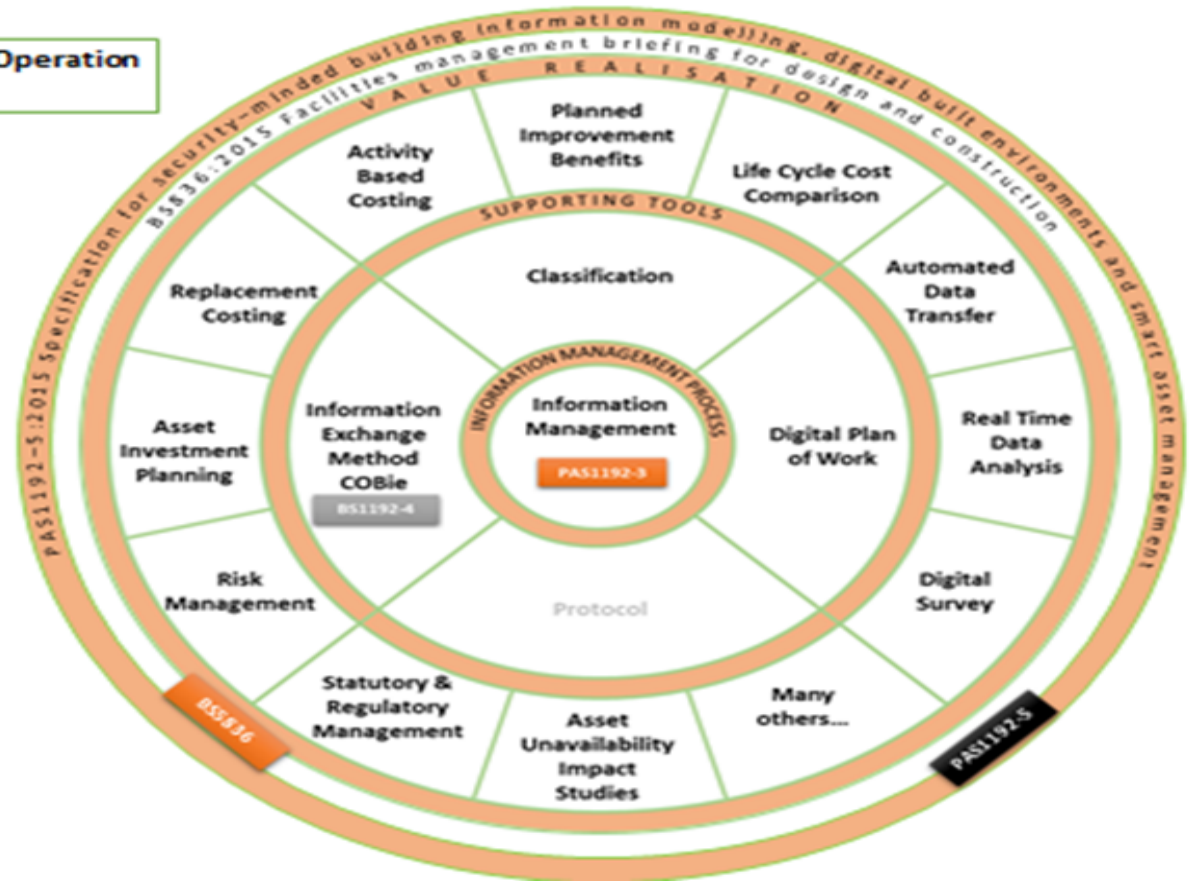 Operation
PAS1192-5:2015 Specification for security-minded building information modelling, digital built environments and smart asset management
BS836:2015 Facilities management briefing for design and construction
VALUE REALISATION
Planned
Improvement
Benefits
Life Cycle Cost
Comparison
Automated
Data
Transfer
Real Time
Data
Analysis
Digital
Survey
Many
others...
Asset
Unavailability
Impact
Studies
Statutory &
Regulatory
Management
Risk
Management
Asset
Investment
Planning
Replacement
Costing
Activity
Based
Costing
SUPPORTING TOOLS
Classification
Digital Plan
of Work
Protocol
Information
Exchange
Method
COBie
BS1192-4
INFORMATION MANAGEMENT PROCESS
Information
Management
PAS1192-3
BS5836
PAS1192-5